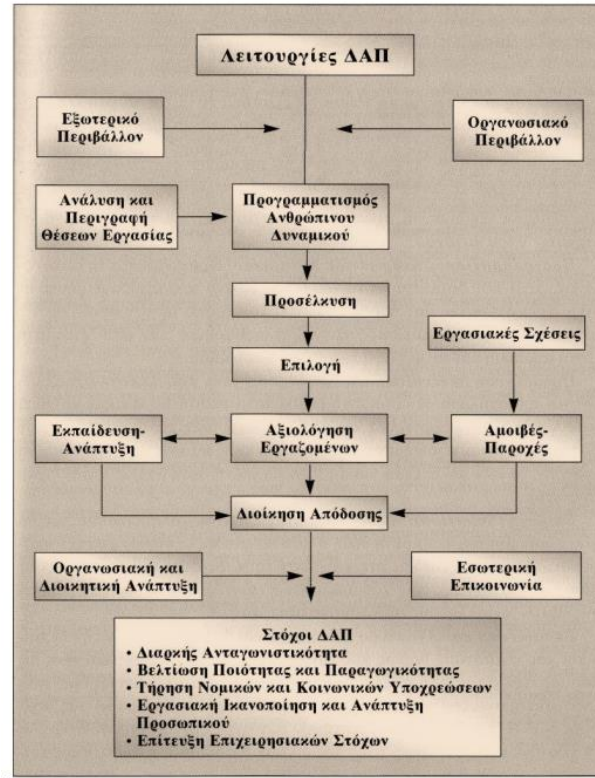 Λειτουργίες ΔΑΠ
Εξωτερικό
Περιβάλλον
Οργανωσιακό
Περιβάλλον
Ανάλυση και
Περιγραφή
Θέσεων Εργασίας
Προγραμματισμός
Ανθρώπινου
Δυναμικού
Προσέλκυση
Εργασιακές Σχέσεις
Επιλογή
Εκπαίδευση-
Ανάπτυξη
Αξιολόγηση
Εργαζομένων
Αμοιβές-
Παροχές
Διοίκηση Απόδοσης
Οργανωσιακή και
Διοικητική Ανάπτυξη
Εσωτερική
Επικοινωνία
Στόχοι ΔΑΠ
• Διαρκής Ανταγωνιστικότητα
• Βελτίωση Ποιότητας και Παραγωγικότητας
• Τήρηση Νομικών και Κοινωνικών Υποχρεώσεων
• Εργασιακή Ικανοποίηση και Ανάπτυξη
Προσωπικού
• Επίτευξη Επιχειρησιακών Στόχων